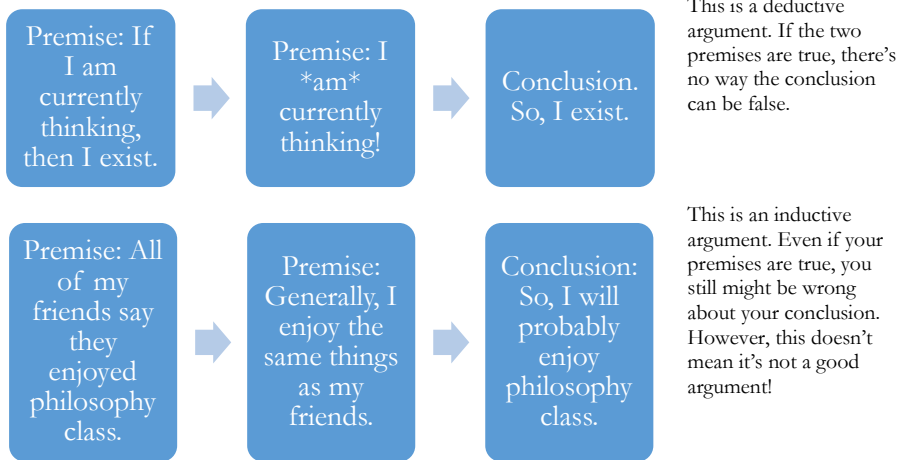 Premise: If
I am
currently
thinking,
then I exist.
Premise: I
*am*
currently
thinking!
Conclusion.
So, I exist.
This is a deductive
argument. If the two
premises are true, there's
no way the conclusion
can be false.
Premise: All
of my
friends say
they
enjoyed
philosophy
class.
Premise:
Generally, I
enjoy the
same things
as my
friends.
Conclusion:
So, I will
probably
enjoy
philosophy
class.
This is an inductive
argument. Even if your
premises are true, you
still might be wrong
about your conclusion.
However, this doesn't
mean it's not a good
argument!